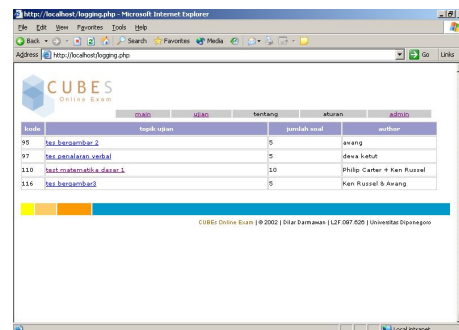 http://localhost/logging.php - Microsoft Internet Explorer
File Edit View Favorites Tools Help
Back Search Favorites Media
Address http://localhost/logging.php Go Links
CUBES
Online Exam
main ujian tentang aturan admin
kode topik ujian jumlah soal author
95 tes bergambar 2 5 awang
97 tes penalaran verbal 5 dewa ketut
110 test matematika dasar 1 10 Philip Carter + Ken Russel
116 tes bergambar3 5 Ken Russel & Awang
CUBEs Online Exam | © 2002 | Dilar Darmawan | L2F.097.626 | Universitas Diponegoro
Local intranet